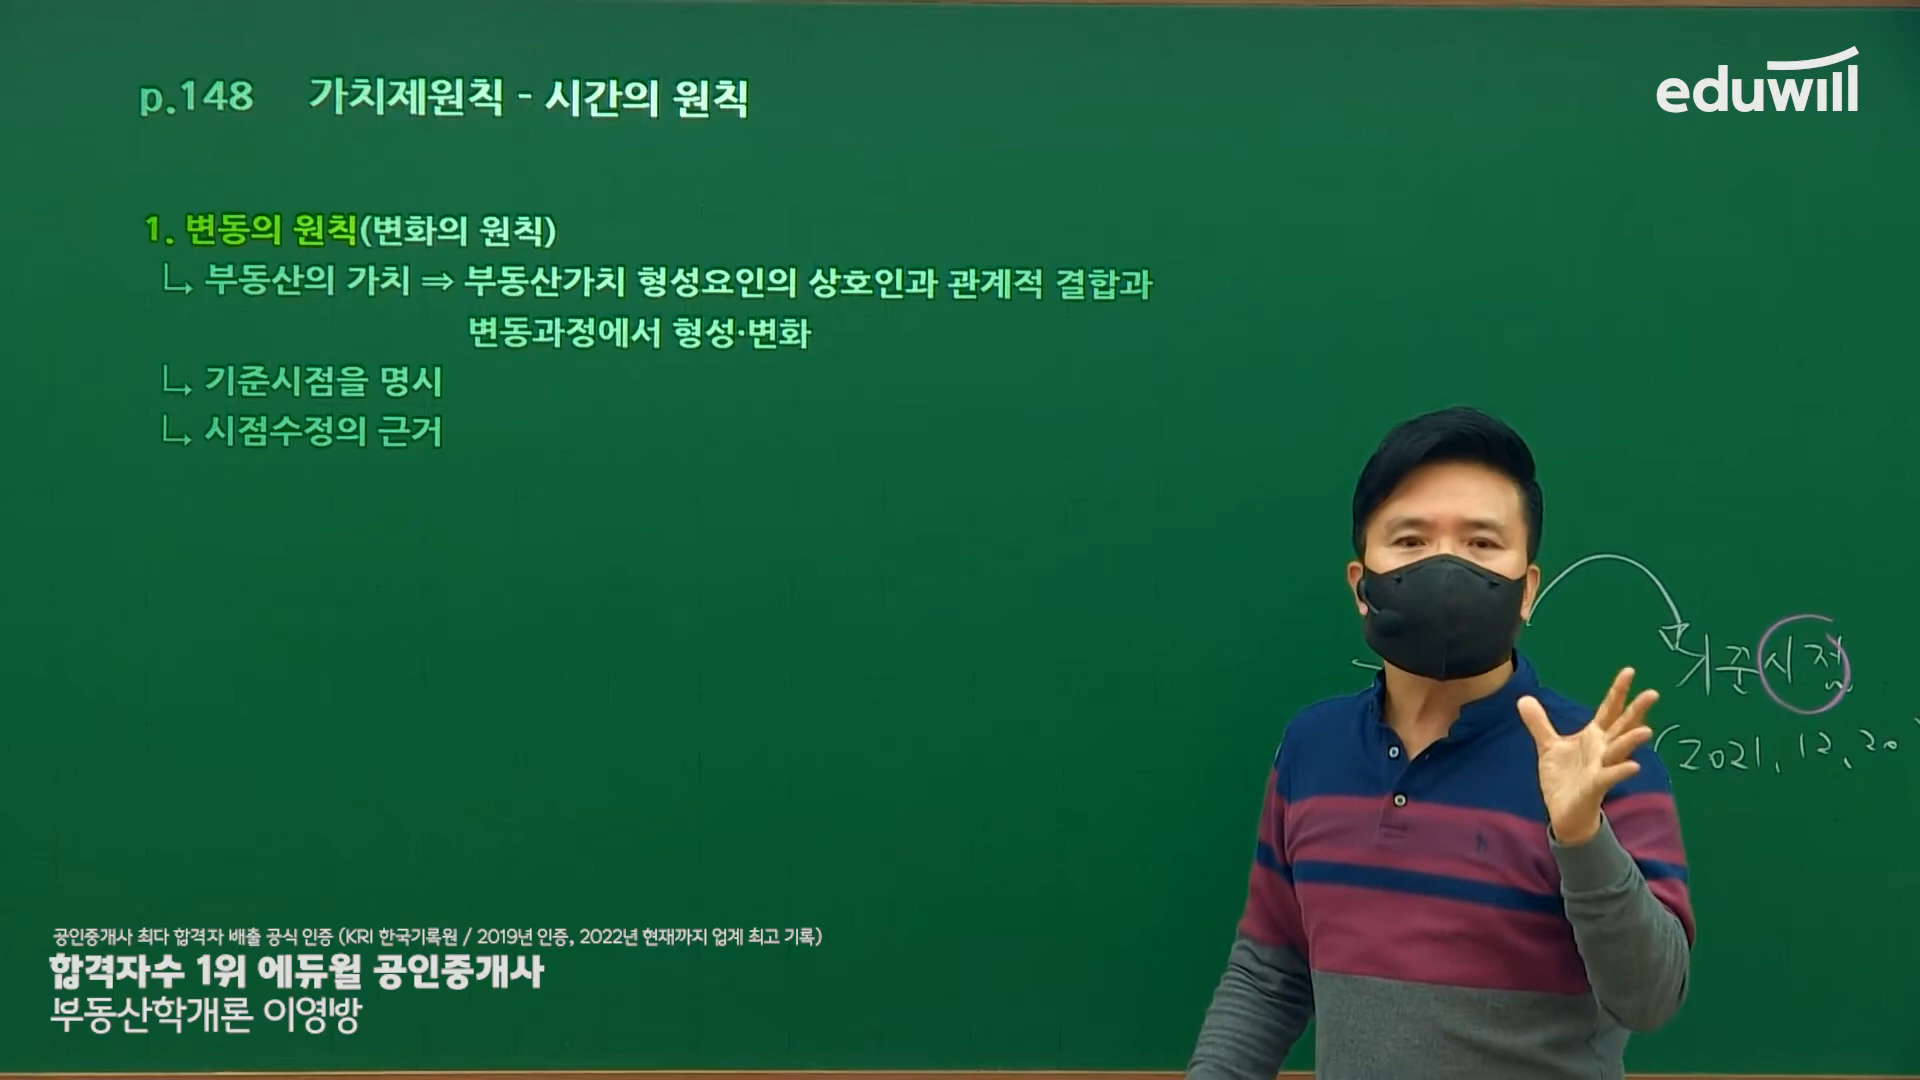 eduwill
p.148 가치제원칙 - 시간의 원칙
1. 변동의 원칙(변화의 원칙)
↳ 부동산의 가치 ⇒ 부동산가치 형성요인의 상호인과 관계적 결합과
변동과정에서 형성·변화
↳ 기준시점을 명시
↳ 시점수정의 근거
기준시점
(2021, 12, 20)
공인중개사 최다 합격자 배출 공식 인증 (KRI 한국기록원 / 2019년 인증, 2022년 현재까지 업계 최고 기록)
합격자수 1위 에듀윌 공인중개사
부동산학개론 이영방